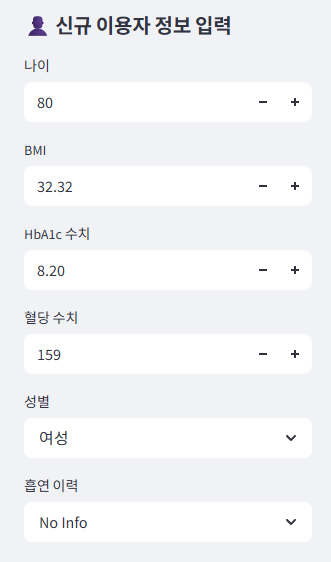 신규 이용자 정보 입력
나이
80
BMI
32.32
HbA1c 수치
8.20
혈당 수치
159
성별
여성
흡연 이력
No Info